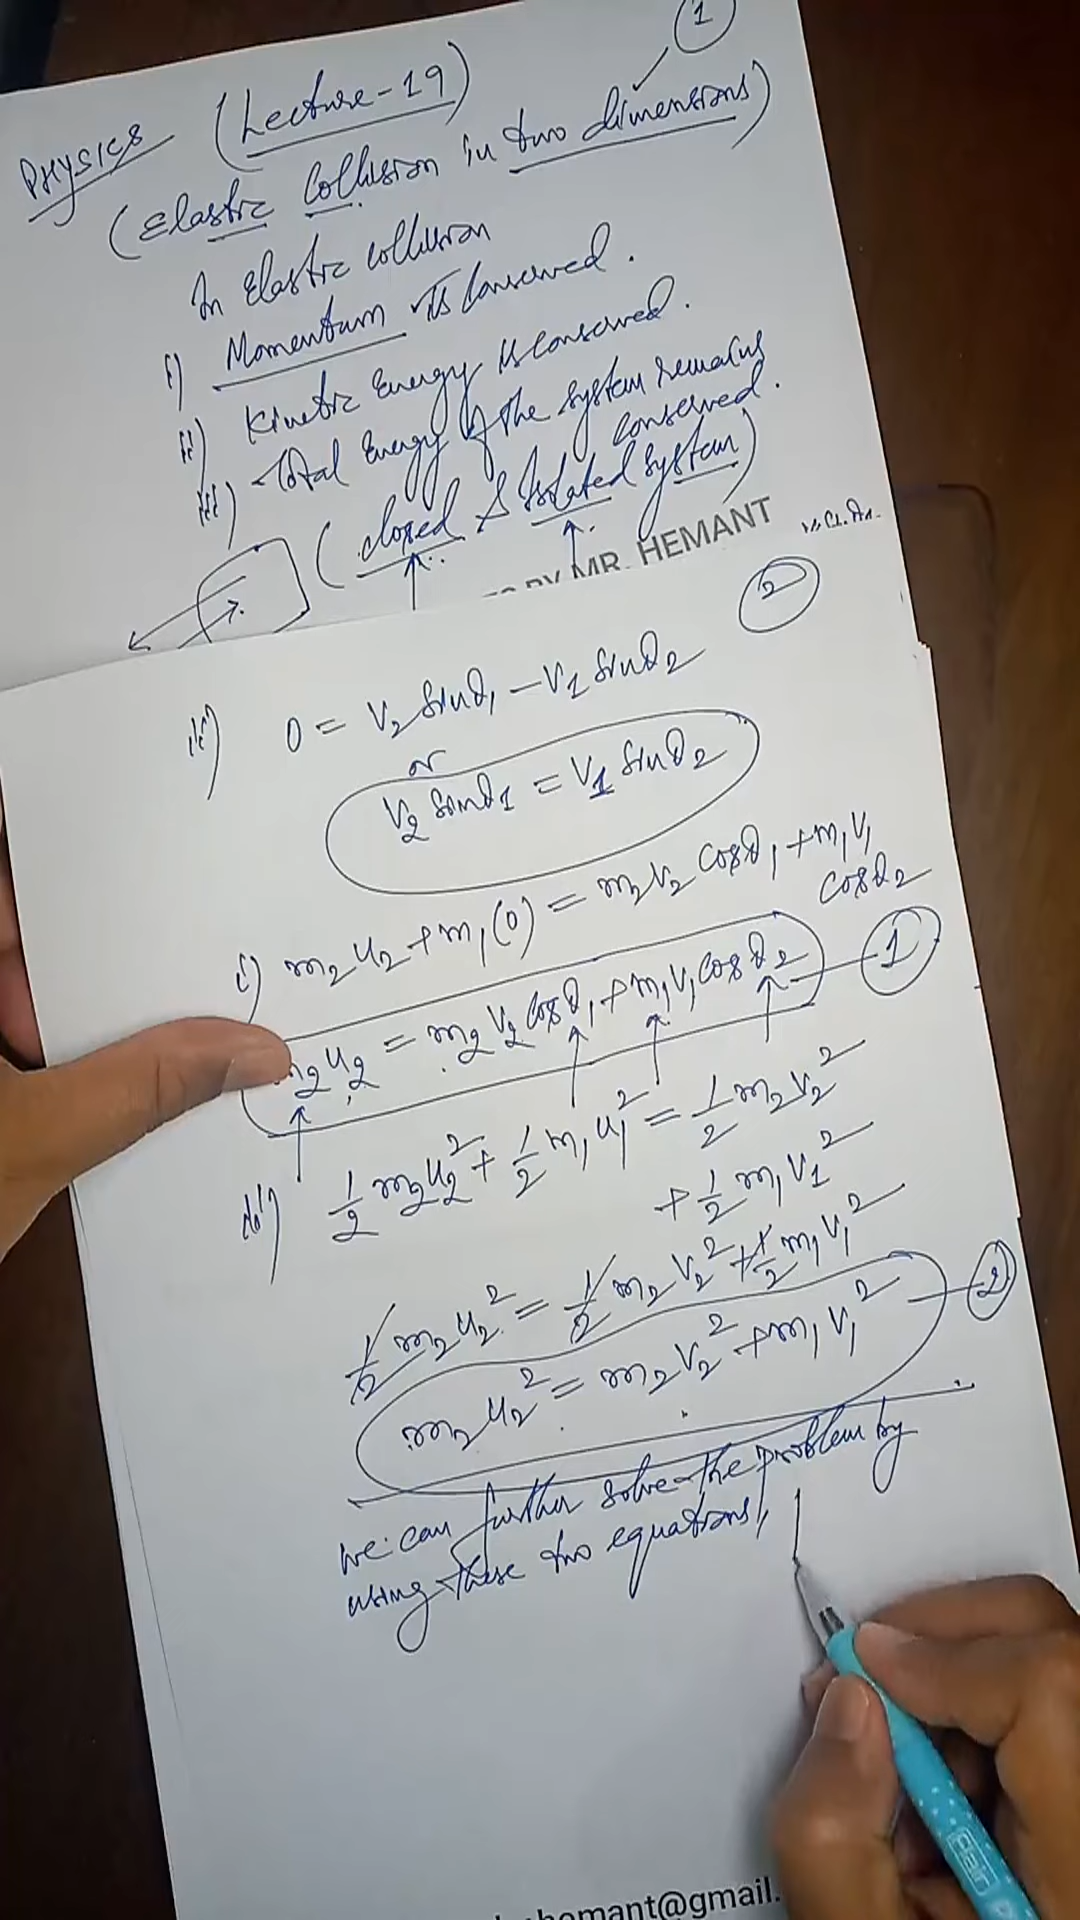 1
PHYSICS (Lecture-19)
(Elastic Collision in two dimensions)
In Elastic collision
i) Momentum is Conserved.
ii) Kinetic Energy is Conserved.
iii) Total Energy of the system remains
conserved.
(closed & Isolated system)
BY MR. HEMANT
2
0 = V₂ sinθ₁ - V₁ sinθ₂
or
V₂ sinθ₁ = V₁ sinθ₂
i) m₂u₂ + m₁(0) = m₂V₂ cosθ₁ + m₁V₁
cosθ₂
m₂u₂ = m₂V₂ cosθ₁ + m₁V₁ cosθ₂ — 1
½ m₂u₂² + ½ m₁u₁² = ½ m₂V₂²
+ ½ m₁V₁²
½ m₂u₂² = ½ m₂V₂² + ½ m₁V₁²
m₂u₂² = m₂V₂² + m₁V₁² — 2
we can further solve the problem by
using these two equations,
hemant@gmail.